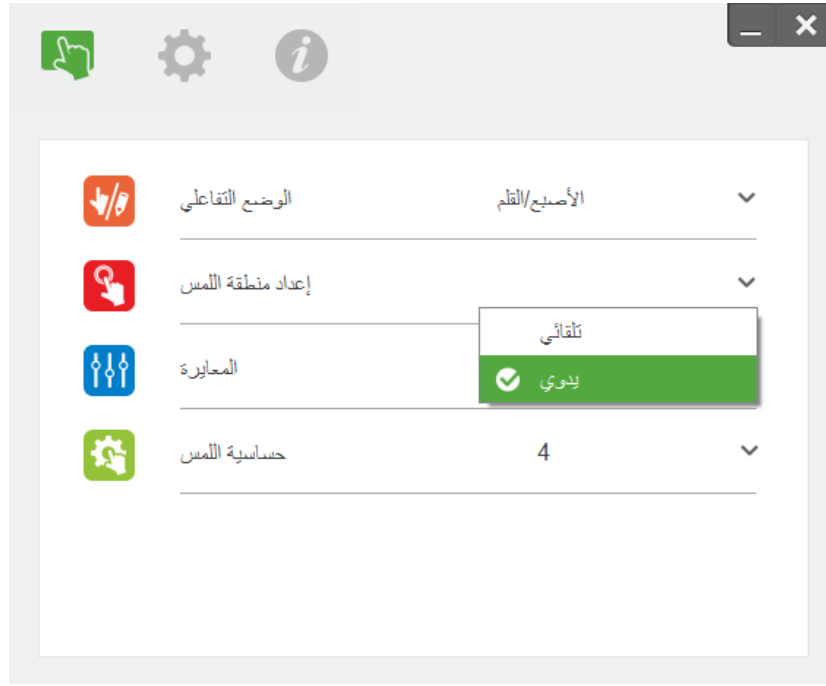 الوضع التفاعلي
الأصبع/القلم
إعداد منطقة اللمس
تلقائي
يدوي
المعايرة
حساسية اللمس
4